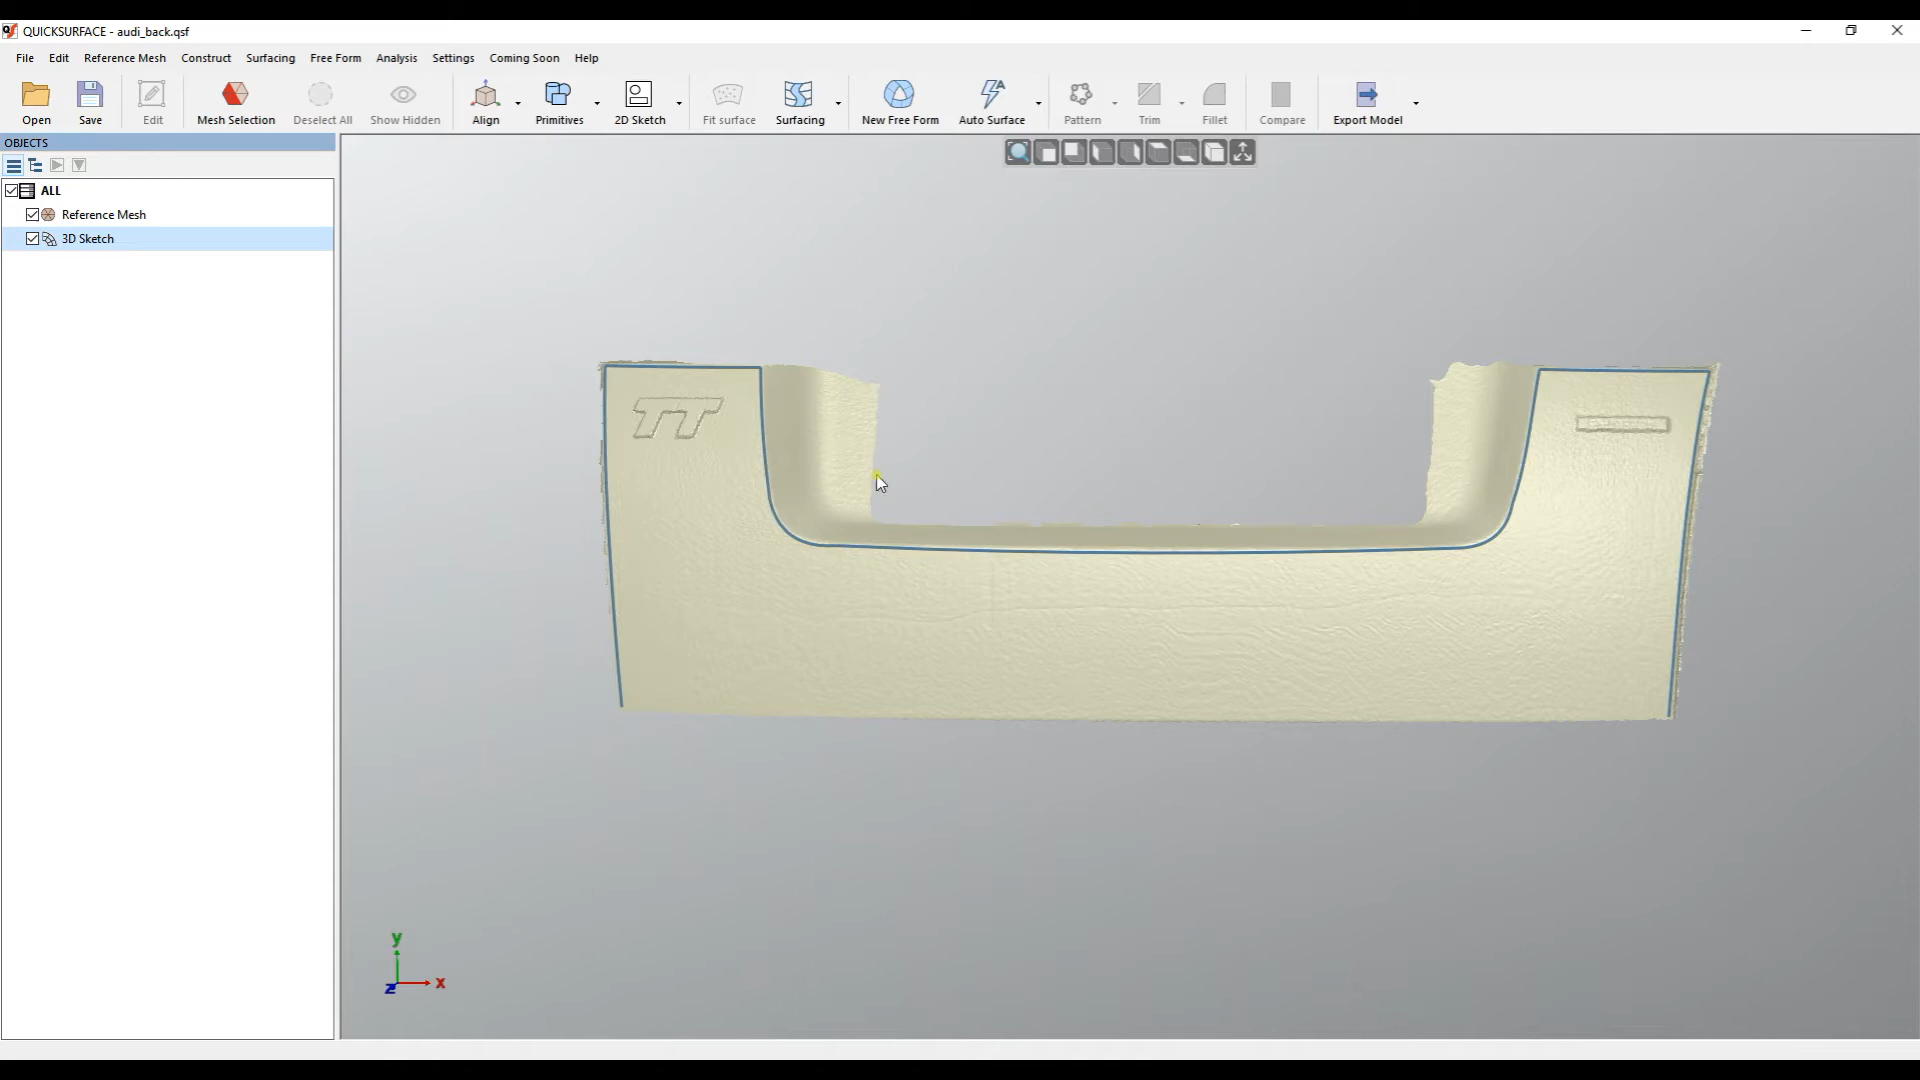 QUICKSURFACE - audi_back.qsf
File Edit Reference Mesh Construct Surfacing Free Form Analysis Settings Coming Soon Help
Open Save Edit Mesh Selection Deselect All Show Hidden Align Primitives 2D Sketch Fit surface Surfacing New Free Form Auto Surface Pattern Trim Fillet Compare Export Model
OBJECTS
ALL
Reference Mesh
3D Sketch
TT
y
z x